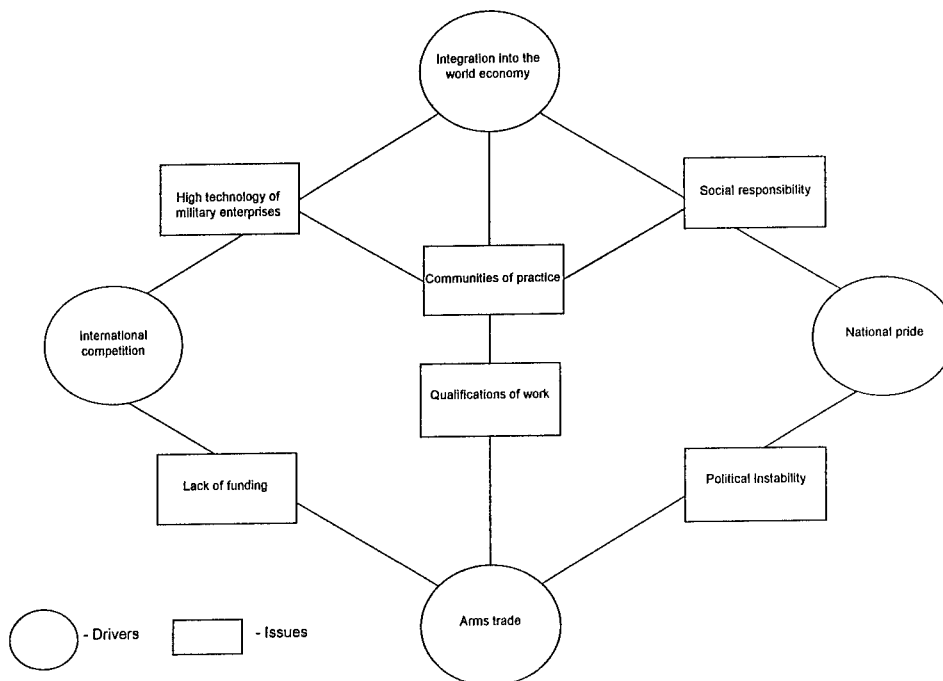 Integration into the
world economy
High technology of
military enterprises
Social responsibility
Communities of practice
International
competition
National pride
Qualifications of work
Lack of funding
Political instability
Arms trade
- Drivers
- Issues